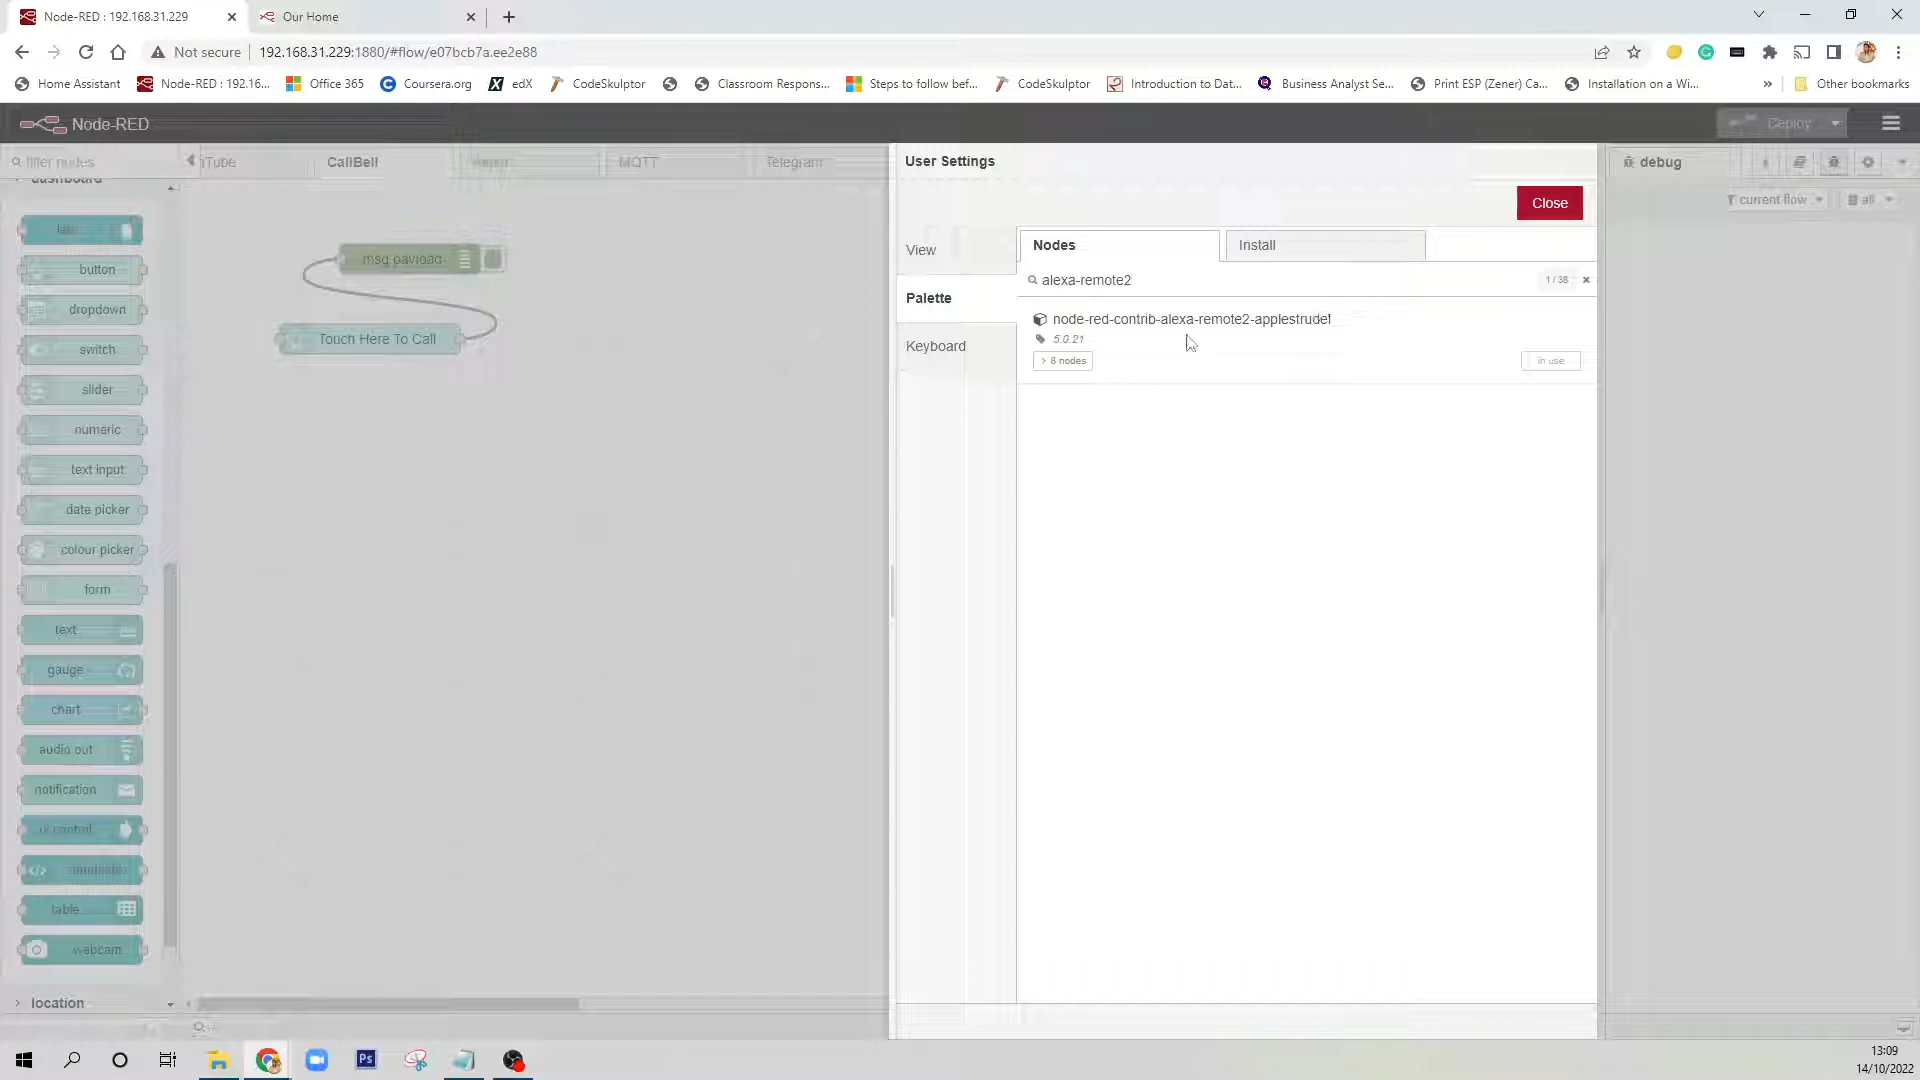 Node-RED : 192.168.31.229
Our Home
Not secure
192.168.31.229:1880/#flow/e07bcb7a.ee2e88
Home Assistant
Node-RED : 192.16...
Office 365
Coursera.org
edX
CodeSkulptor
Classroom Respons...
Steps to follow bef...
CodeSkulptor
Introduction to Dat...
Business Analyst Se...
Print ESP (Zener) Ca...
Installation on a Wi...
»
Other bookmarks
Node-RED
Deploy
filter nodes
CallBell
MQTT
Telegram
User Settings
debug
dashboard
Close
current flow
all
button
dropdown
switch
slider
numeric
text input
date picker
colour picker
form
text
gauge
chart
audio out
notification
ui control
table
webcam
location
msg.payload
Touch Here To Call
View
Palette
Keyboard
Nodes
Install
alexa-remote2
1 / 38
node-red-contrib-alexa-remote2-applestrudel
5.0.21
> 8 nodes
in use
Ps
13:09
14/10/2022